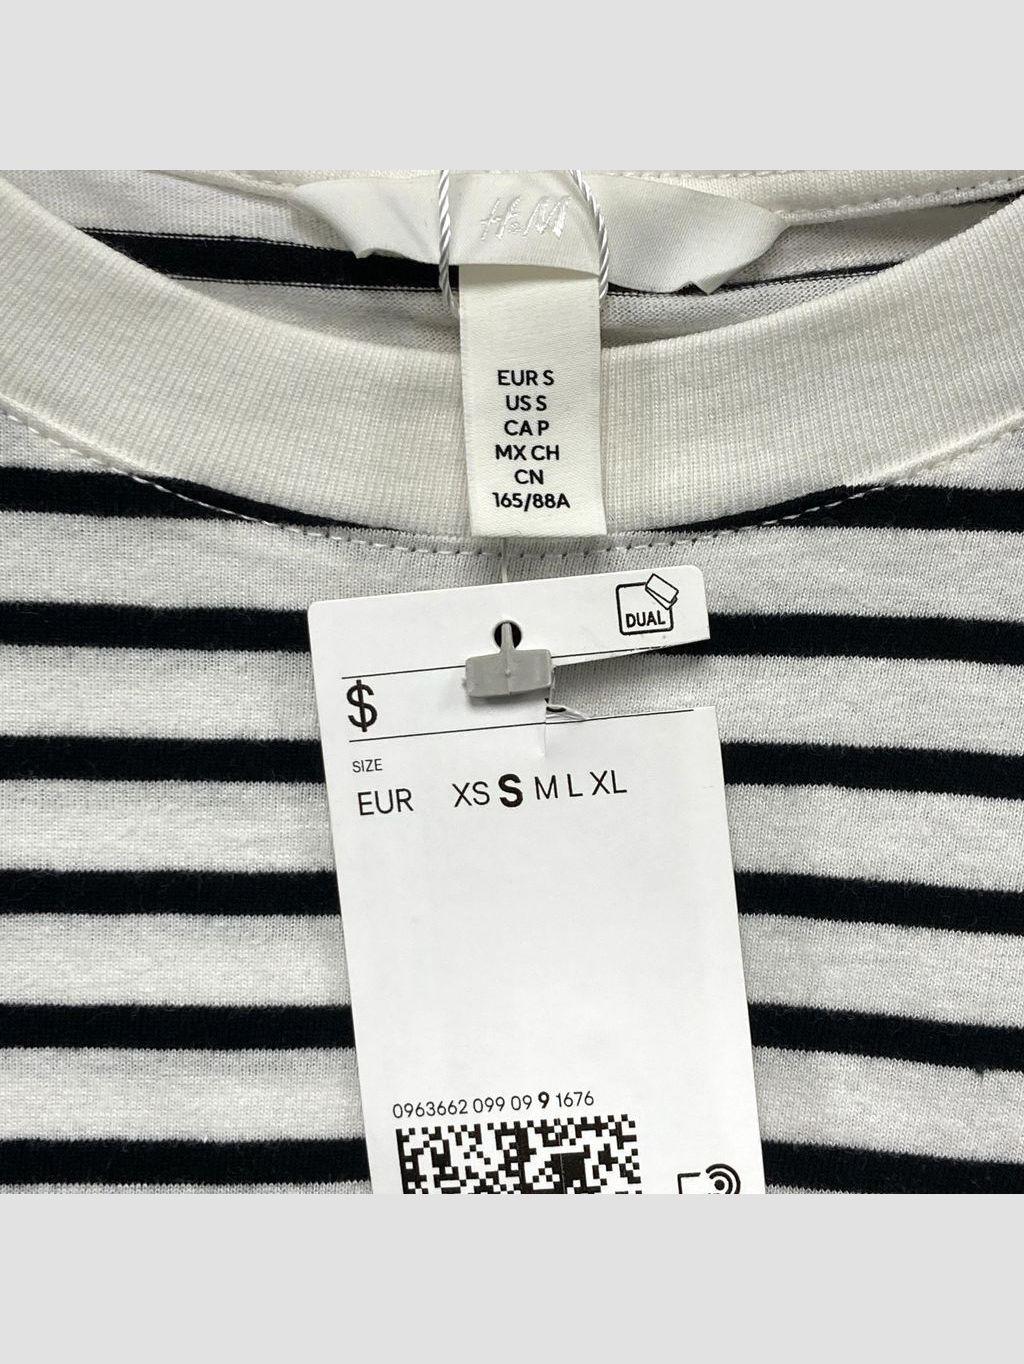 H&M
EUR S
US S
CA P
MX CH
CN
165/88A
DUAL
$
SIZE
EUR XS S M L XL
0963662 099 09 9 1676